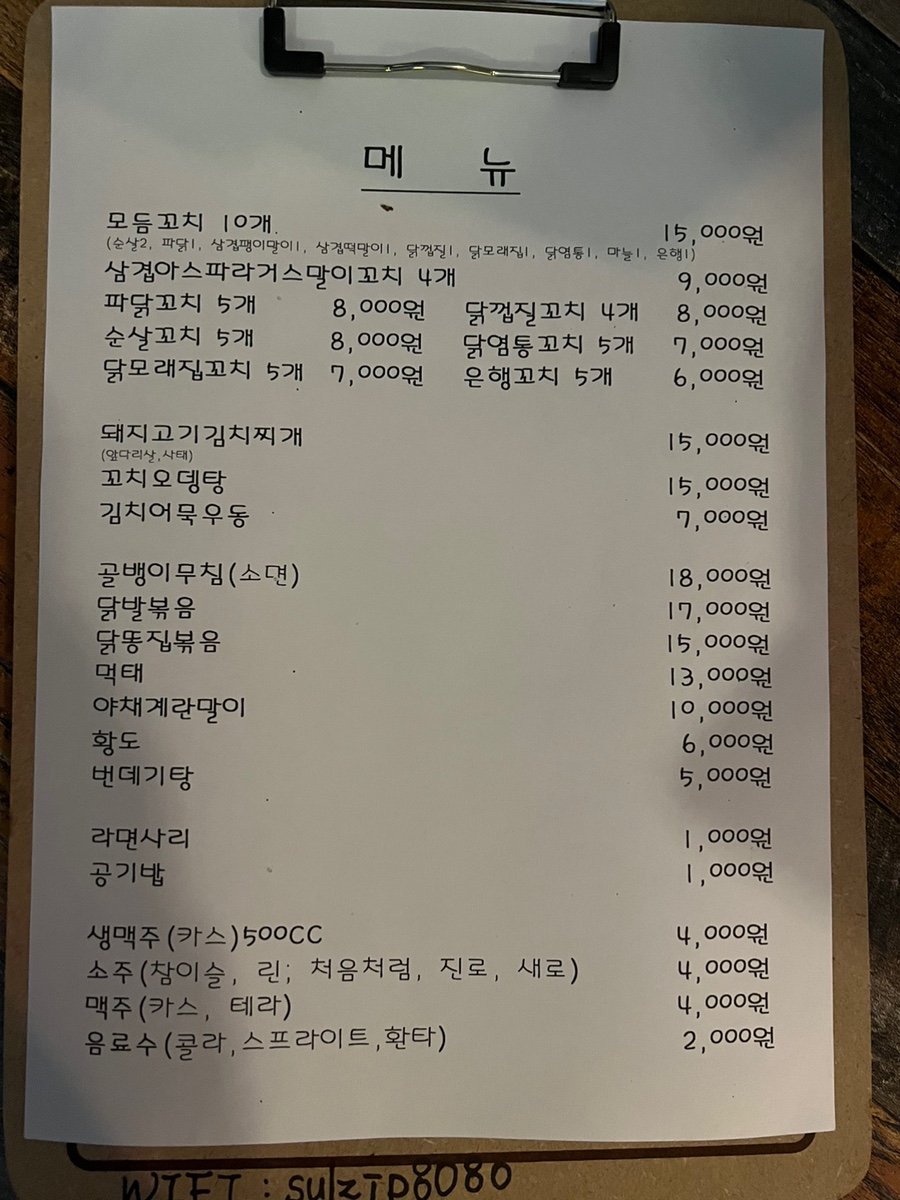 메 뉴
모듬꼬치 10개 15,000원
(순살2, 파닭1, 삼겹팽이말이1, 삼겹떡말이1, 닭껍질1, 닭모래집1, 닭염통1, 마늘1, 은행1)
삼겹아스파라거스말이꼬치 4개 9,000원
파닭꼬치 5개 8,000원 닭껍질꼬치 4개 8,000원
순살꼬치 5개 8,000원 닭염통꼬치 5개 7,000원
닭모래집꼬치 5개 7,000원 은행꼬치 5개 6,000원
돼지고기김치찌개 15,000원
(앞다리살,사태)
꼬치오뎅탕 15,000원
김치어묵우동 7,000원
골뱅이무침(소면) 18,000원
닭발볶음 17,000원
닭똥집볶음 15,000원
먹태 13,000원
야채계란말이 10,000원
황도 6,000원
번데기탕 5,000원
라면사리 1,000원
공기밥 1,000원
생맥주(카스)500CC 4,000원
소주(참이슬, 린; 처음처럼, 진로, 새로) 4,000원
맥주(카스, 테라) 4,000원
음료수(콜라,스프라이트,환타) 2,000원
WIFI : sulzip8080